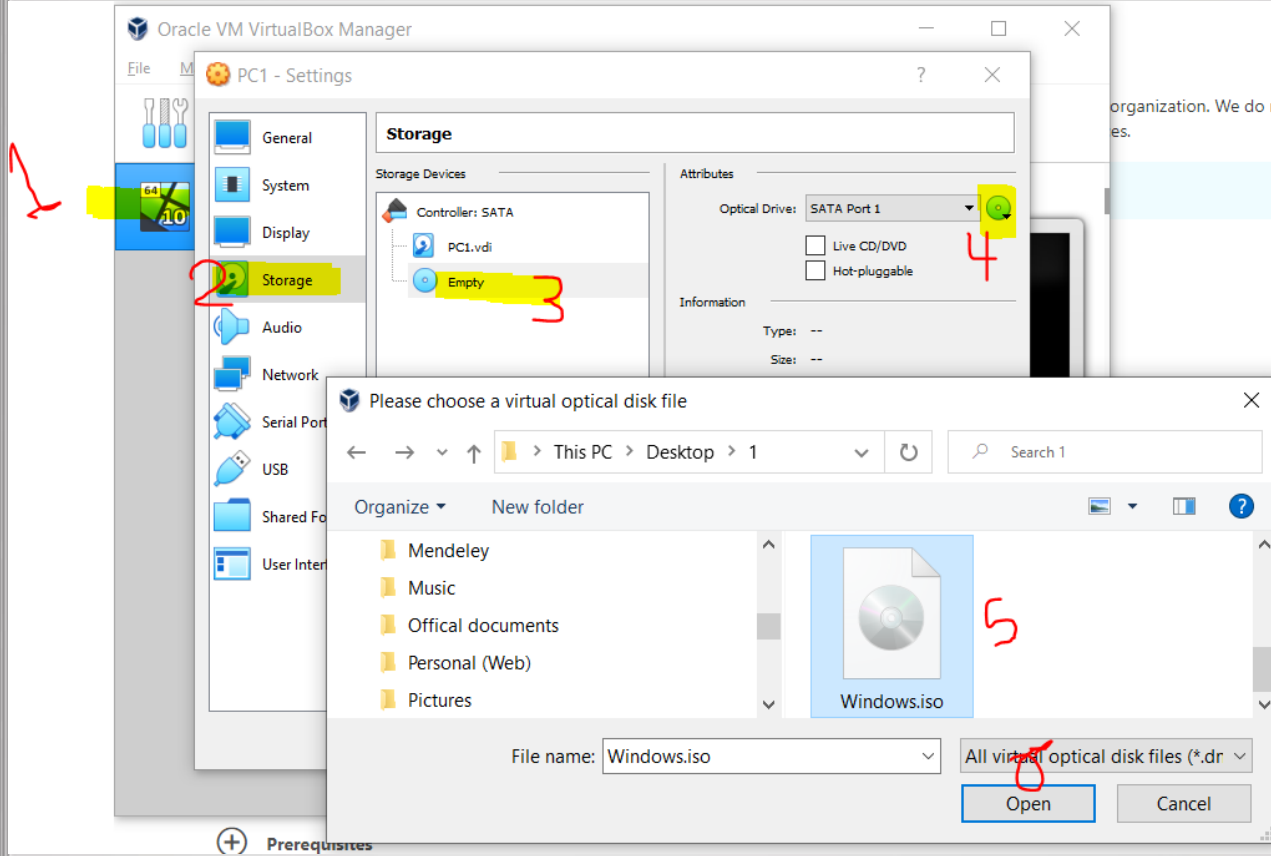 Oracle VM VirtualBox Manager
File M
PC1 - Settings
?
organization. We do
es.
1
64
10
General
System
Display
2 Storage
Audio
Network
Serial Port
USB
Shared Fo
User Inter
Storage
Storage Devices
Controller: SATA
PC1.vdi
Empty 3
Attributes
Optical Drive: SATA Port 1
4
Live CD/DVD
Hot-pluggable
Information
Type: --
Size: --
Please choose a virtual optical disk file
This PC > Desktop > 1
Search 1
Organize
New folder
?
Mendeley
Music
Offical documents
Personal (Web)
Pictures
5
Windows.iso
File name: Windows.iso
All virtual optical disk files (*.dr
Open
Cancel
Prerequisites